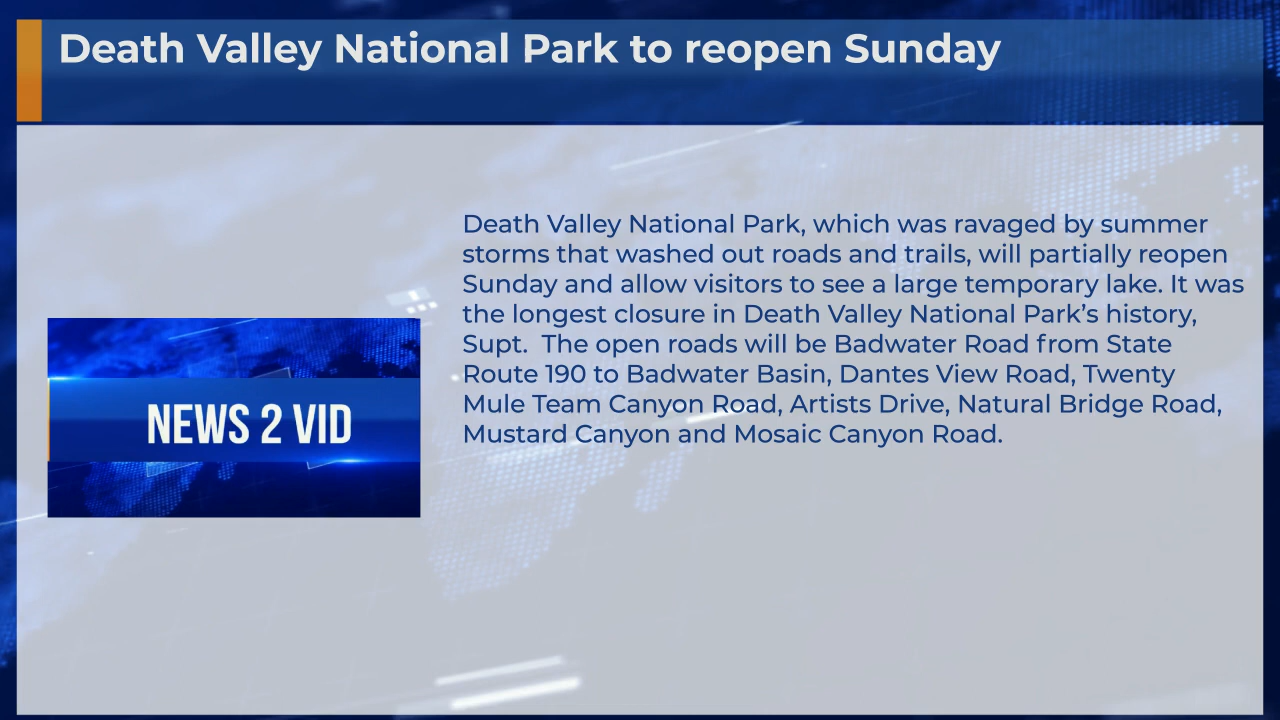 Death Valley National Park to reopen Sunday
Death Valley National Park, which was ravaged by summer
storms that washed out roads and trails, will partially reopen
Sunday and allow visitors to see a large temporary lake. It was
the longest closure in Death Valley National Park’s history,
Supt.  The open roads will be Badwater Road from State
Route 190 to Badwater Basin, Dantes View Road, Twenty
Mule Team Canyon Road, Artists Drive, Natural Bridge Road,
Mustard Canyon and Mosaic Canyon Road.
NEWS 2 VID